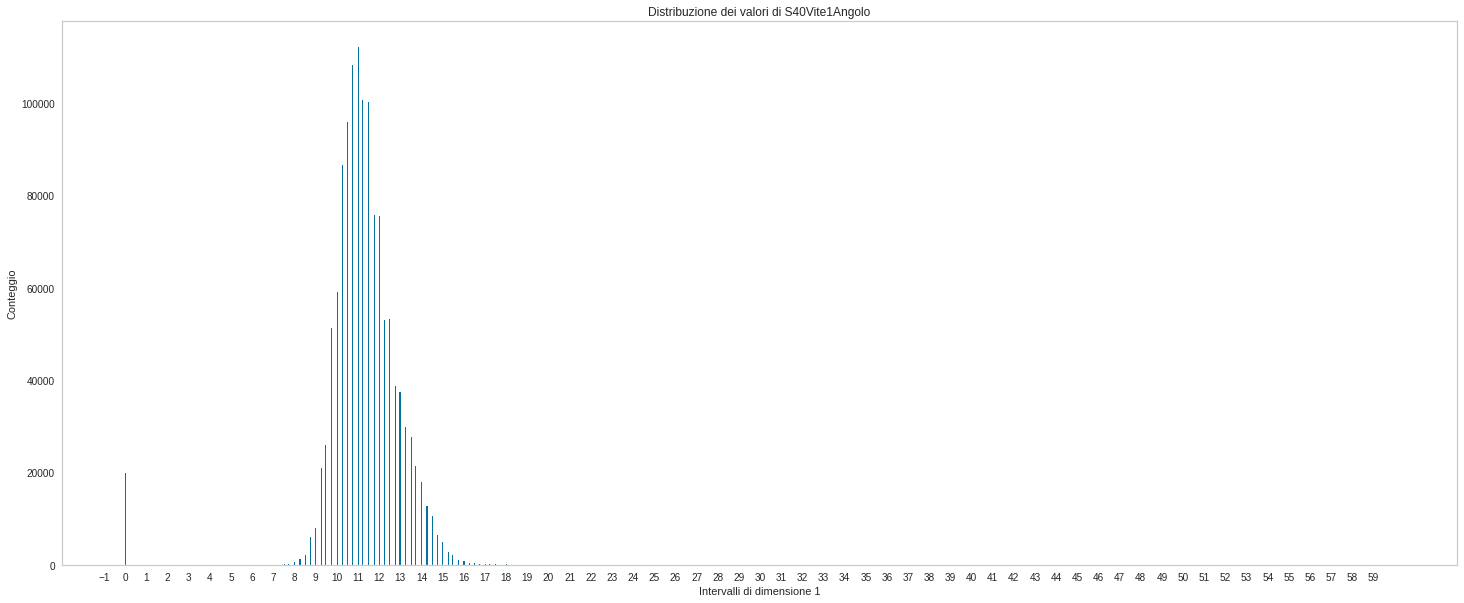 Distribuzione dei valori di S40Vite1Angolo
Conteggio
100000
80000
60000
40000
20000
0
−1 0 1 2 3 4 5 6 7 8 9 10 11 12 13 14 15 16 17 18 19 20 21 22 23 24 25 26 27 28 29 30 31 32 33 34 35 36 37 38 39 40 41 42 43 44 45 46 47 48 49 50 51 52 53 54 55 56 57 58 59
Intervalli di dimensione 1